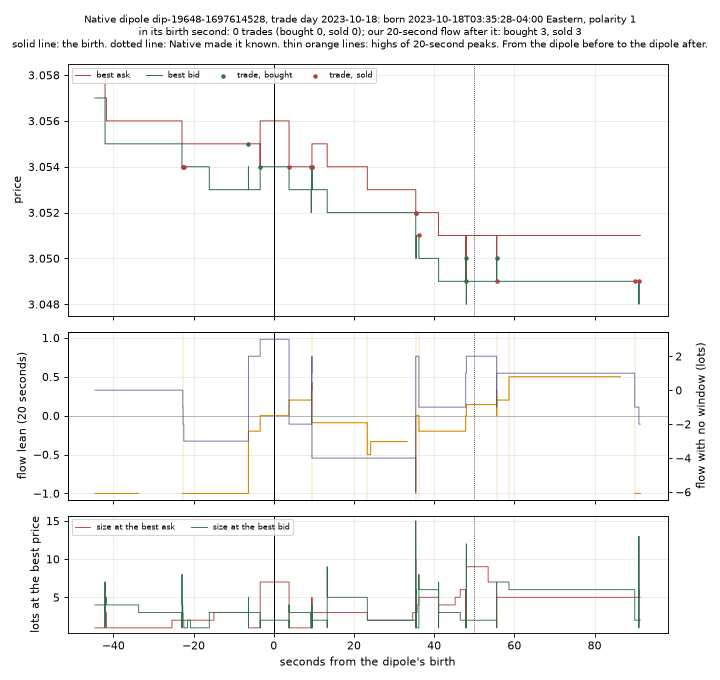 Native dipole dip-19648-1697614528, trade day 2023-10-18: born 2023-10-18T03:35:28-04:00 Eastern, polarity 1
in its birth second: 0 trades (bought 0, sold 0); our 20-second flow after it: bought 3, sold 3
solid line: the birth. dotted line: Native made it known. thin orange lines: highs of 20-second peaks. From the dipole before to the dipole after.
best ask
best bid
trade, bought
trade, sold
3.058
3.056
3.054
3.052
3.050
3.048
price
1.0
0.5
0.0
−0.5
−1.0
flow lean (20 seconds)
2
0
−2
−4
−6
flow with no window (lots)
size at the best ask
size at the best bid
15
10
5
lots at the best price
−40
−20
0
20
40
60
80
seconds from the dipole's birth